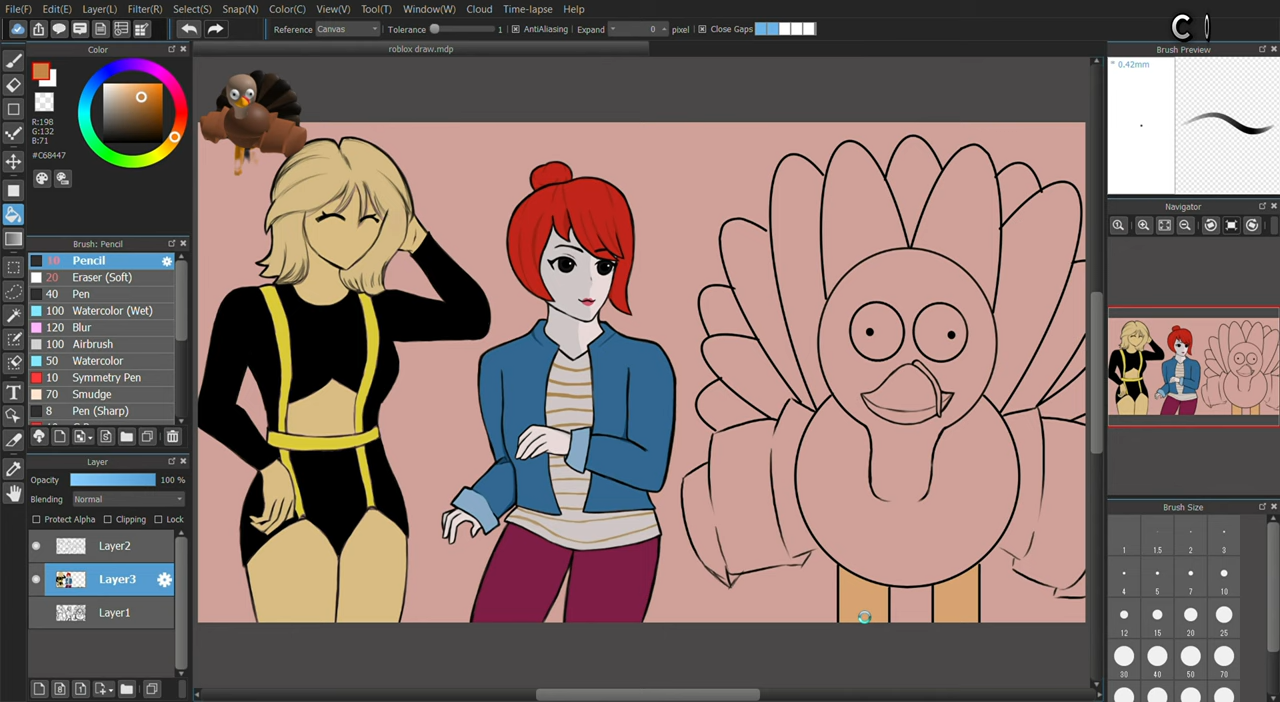 File(F) Edit(E) Layer(L) Filter(R) Select(S) Snap(N) Color(C) View(V) Tool(T) Window(W) Cloud Time-lapse Help
C
Reference Canvas Tolerance 1 AntiAliasing Expand 0 pixel Close Gaps
Color
roblox draw.mdp
Brush Preview
0.42mm
R:198
G:132
B:71
#C68447
Navigator
Brush: Pencil
10 Pencil
20 Eraser (Soft)
40 Pen
100 Watercolor (Wet)
120 Blur
100 Airbrush
50 Watercolor
10 Symmetry Pen
70 Smudge
8 Pen (Sharp)
Layer
Opacity 100 %
Blending Normal
Protect Alpha Clipping Lock
Layer2
Layer3
Layer1
Brush Size
1 1.5 2 3
4 5 7 10
12 15 20 25
30 40 50 70